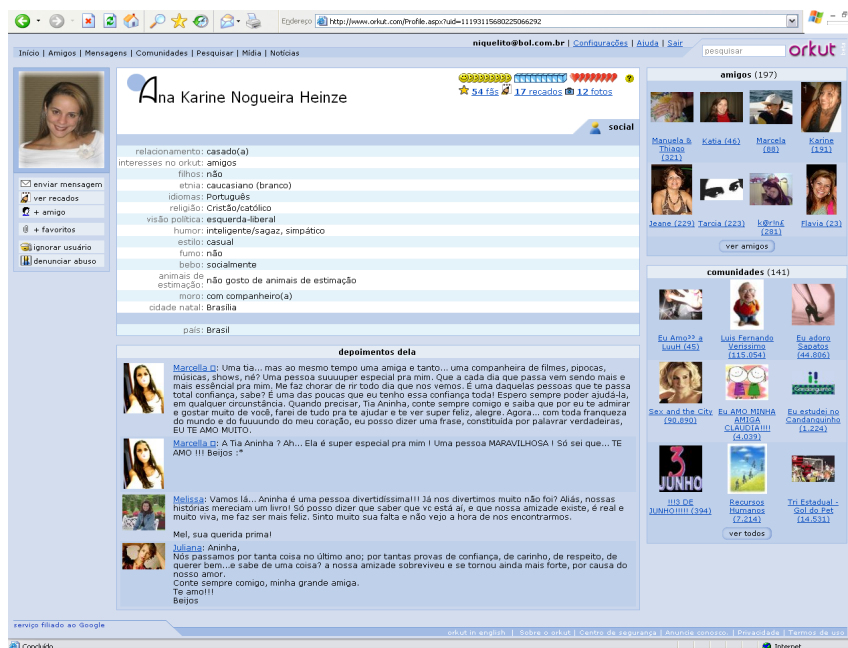 Endereço http://www.orkut.com/Profile.aspx?uid=11193115680225066292
niquelito@bol.com.br | Configurações | Ajuda | Sair
Início | Amigos | Mensagens | Comunidades | Pesquisar | Mídia | Notícias
pesquisar
orkut
enviar mensagem
ver recados
+ amigo
+ favoritos
ignorar usuário
denunciar abuso
Ana Karine Nogueira Heinze
54 fãs 17 recados 12 fotos
social
relacionamento: casado(a)
interesses no orkut: amigos
filhos: não
etnia: caucasiano (branco)
idiomas: Português
religião: Cristão/católico
visão política: esquerda-liberal
humor: inteligente/sagaz, simpático
estilo: casual
fumo: não
bebo: socialmente
animais de
estimação: não gosto de animais de estimação
moro: com companheiro(a)
cidade natal: Brasília
país: Brasil
depoimentos dela
Marcella: Uma tia... mas ao mesmo tempo uma amiga e tanto... uma companheira de filmes, pipocas,
músicas, shows, né? Uma pessoa suuuuper especial pra mim. Que a cada dia que passa vem sendo mais e
mais essêncial pra mim. Me faz chorar de rir todo dia que nos vemos. É uma daquelas pessoas que te passa
total confiança, sabe? É uma das poucas que eu tenho essa confiança toda! Espero sempre poder ajudá-la,
em qualquer circunstância. Quando precisar, Tia Aninha, conte sempre comigo e saiba que por eu te admirar
e gostar muito de você, farei de tudo pra te ajudar e te ver super feliz, alegre. Agora... com toda franqueza
do mundo e do fuuuundo do meu coração, eu posso dizer uma frase, constituída por palavrar verdadeiras,
EU TE AMO MUITO.
Marcella: A Tia Aninha ? Ah... Ela é super especial pra mim ! Uma pessoa MARAVILHOSA ! Só sei que... TE
AMO !!! Beijos :*
Melissa: Vamos lá... Aninha é uma pessoa divertidíssima!!! Já nos divertimos muito não foi? Aliás, nossas
histórias mereciam um livro! Só posso dizer que saber que vc está aí, e que nossa amizade existe, é real e
muito viva, me faz ser mais feliz. Sinto muito sua falta e não vejo a hora de nos encontrarmos.
Mel, sua querida prima!
Juliana: Aninha,
Nós passamos por tanta coisa no último ano; por tantas provas de confiança, de carinho, de respeito, de
querer bem...e sabe de uma coisa? a nossa amizade sobreviveu e se tornou ainda mais forte, por causa do
nosso amor.
Conte sempre comigo, minha grande amiga.
Te amo!!!
Beijos
amigos (197)
Manuela &
Thiago
(321)
Katia (46)
Marcela
(88)
Karine
(191)
Jeane (229)
Tarcia (223)
k@r!n£
(281)
Flavia (23)
ver amigos
comunidades (141)
Eu Amo³³ a
LuuH (45)
Luis Fernando
Verissimo
(115.054)
Eu adoro
Sapatos
(44.806)
Sex and the City
(90.890)
Eu AMO MINHA
AMIGA
CLAUDIA!!!!
(4.039)
Eu estudei no
Candanguinho
(1.224)
3
JUNHO
!!!3 DE
JUNHO!!!!! (394)
Recursos
Humanos
(7.214)
Tri Estadual -
Gol do Pet
(14.531)
ver todos
serviço filiado ao Google
orkut in english | Sobre o orkut | Centro de segurança | Anuncie conosco. | Privacidade | Termos de uso
Concluído
Internet